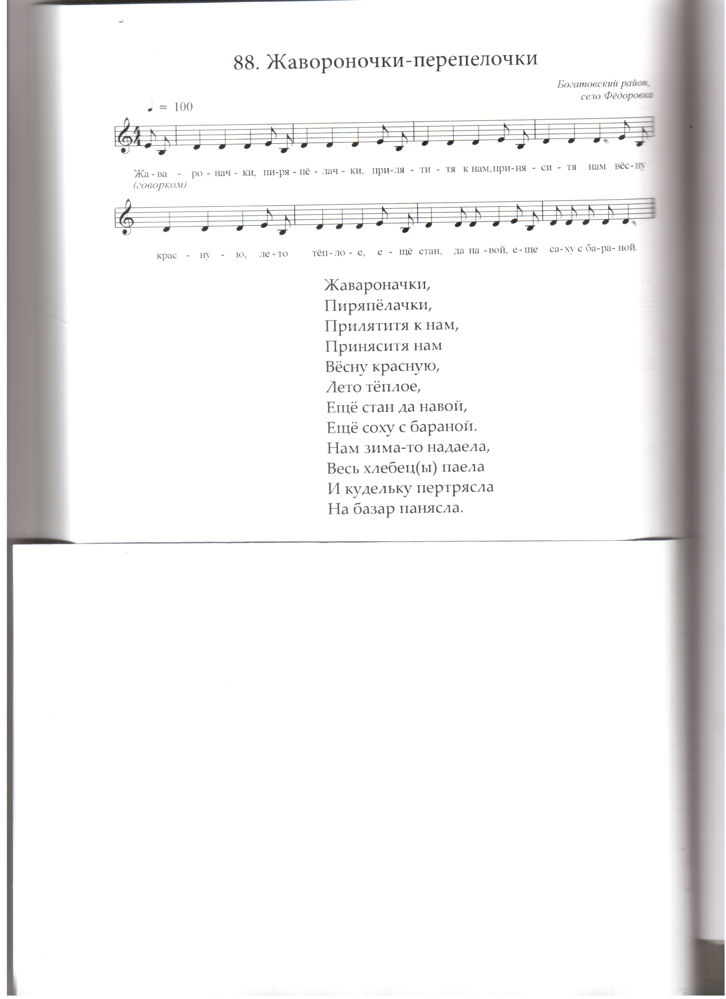 88. Жавороночки-перепелочки
Богатовский район,
село Фёдоровка
= 100
Жа - ва - ро - нач - ки, пи-ря - пё - лач - ки, при-ля - ти - тя к нам,при-ня - си - тя нам вёс-ну
(говорком)
крас - ну - ю, ле - то тёп-ло - е, е - щё стан, да на -вой, е-ще са-ху с ба-ра- ной.
Жавароначки,
Пиряпёлачки,
Прилятитя к нам,
Принясится нам
Вёсну красную,
Лето тёплое,
Ещё стан да навой,
Ещё соху с бараной.
Нам зима-то надаела,
Весь хлебец(ы) паела
И кудельку пертрясла
На базар панясла.